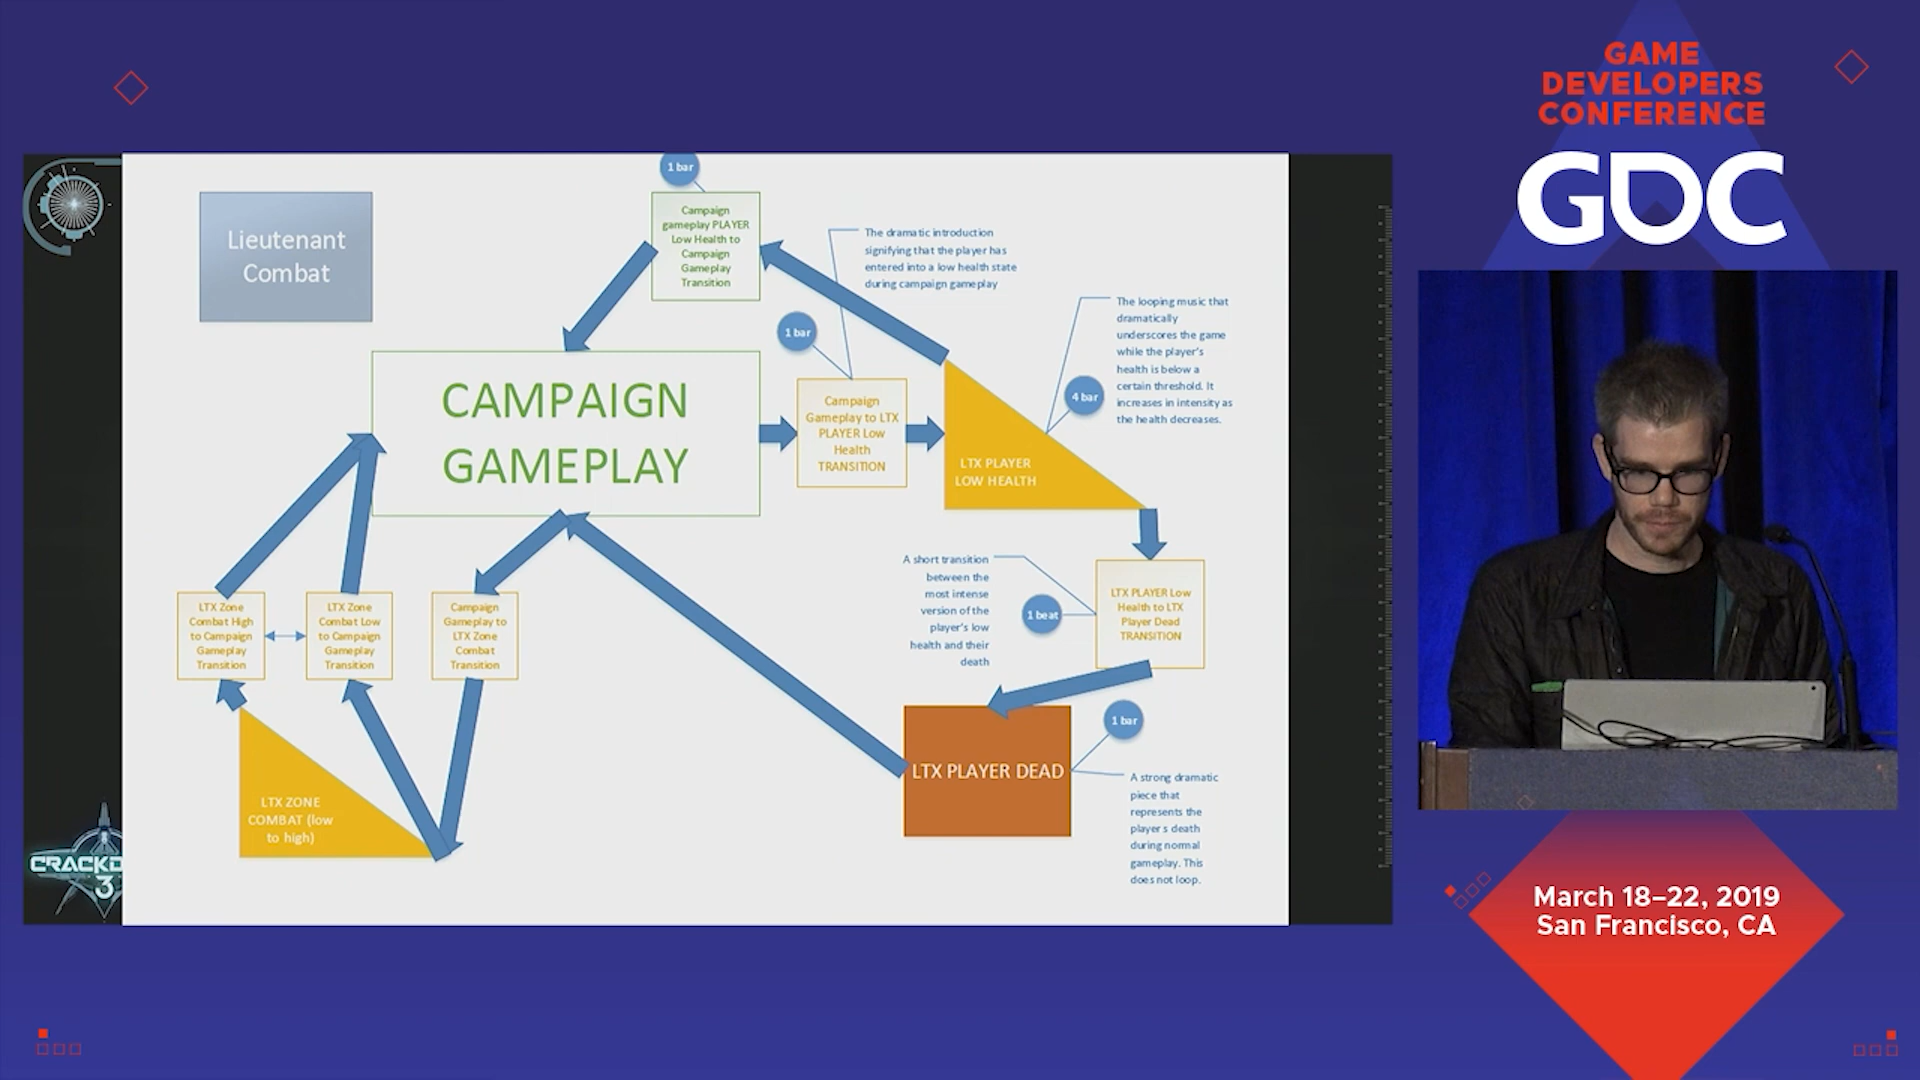 GAME
DEVELOPERS
CONFERENCE
GDC
March 18–22, 2019
San Francisco, CA
Lieutenant
Combat
1 bar
Campaign
gameplay PLAYER
Low Health to
Campaign
Gameplay
Transition
The dramatic introduction
signifying that the player has
entered into a low health state
during campaign gameplay
1 bar
The looping music that
dramatically
underscores the game
while the player's
health is below a
certain threshold. It
increases in intensity as
the health decreases.
4 bar
CAMPAIGN
GAMEPLAY
Campaign
Gameplay to LTX
PLAYER Low
Health
TRANSITION
LTX PLAYER
LOW HEALTH
A short transition
between the
most intense
version of the
player's low
health and their
death
1 beat
LTX PLAYER Low
Health to LTX
Player Dead
TRANSITION
LTX Zone
Combat High
to Campaign
Gameplay
Transition
LTX Zone
Combat Low
to Campaign
Gameplay
Transition
Campaign
Gameplay to
LTX Zone
Combat
Transition
LTX ZONE
COMBAT (low
to high)
LTX PLAYER DEAD
1 bar
A strong dramatic
piece that
represents the
players death
during normal
gameplay. This
does not loop.
CRACKD
3